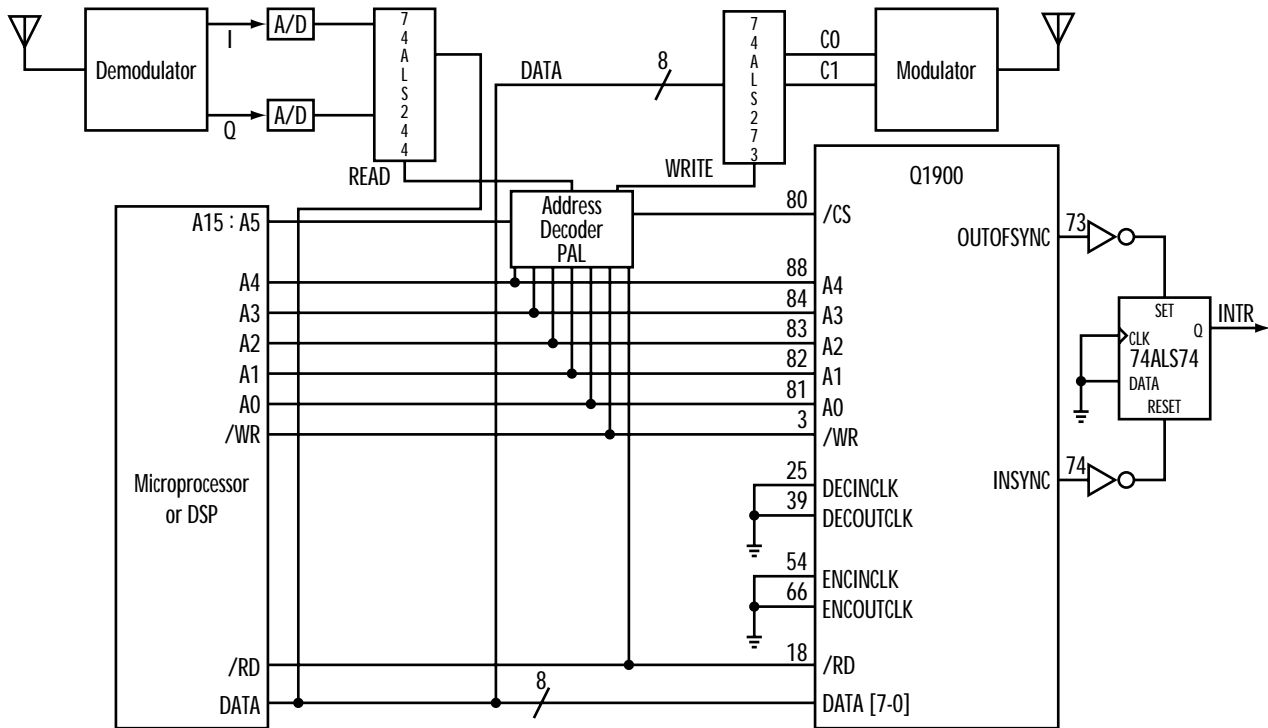 I
A/D
Demodulator
Q
A/D
74ALS244
READ
DATA
8
74ALS273
WRITE
C0
C1
Modulator
A15 : A5
Address
Decoder
PAL
80
/CS
Q1900
OUTOFSYNC
73
A4
88
A4
A3
84
A3
A2
83
A2
A1
82
A1
A0
81
A0
/WR
3
/WR
SET
Q
INTR
CLK
74ALS74
DATA
RESET
Microprocessor
or DSP
25
DECINCLK
39
DECOUTCLK
INSYNC
74
54
ENCINCLK
66
ENCOUTCLK
/RD
18
/RD
DATA
8
DATA [7-0]